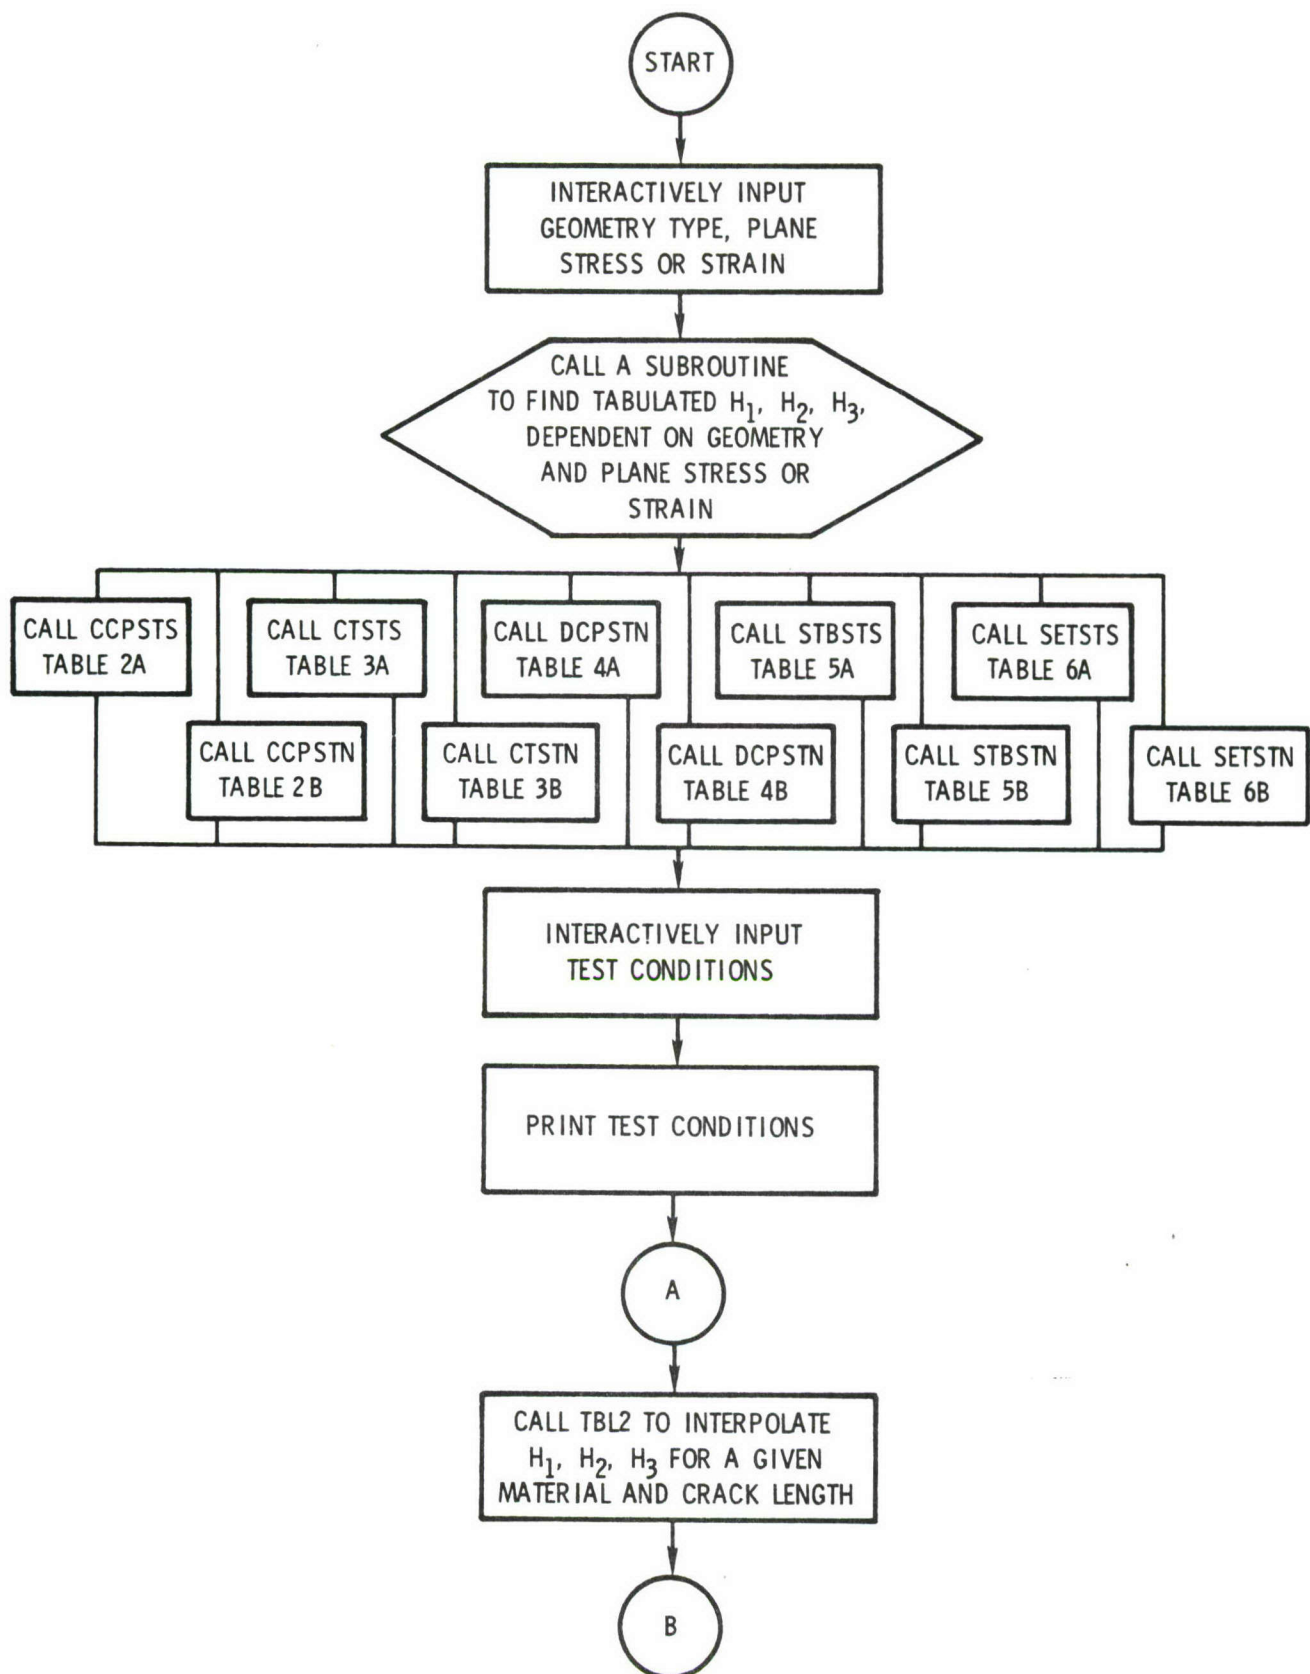 START
INTERACTIVELY INPUT
GEOMETRY TYPE, PLANE
STRESS OR STRAIN
CALL A SUBROUTINE
TO FIND TABULATED H₁, H₂, H₃,
DEPENDENT ON GEOMETRY
AND PLANE STRESS OR
STRAIN
CALL CCPSTS
TABLE 2A
CALL CTSTS
TABLE 3A
CALL DCPSTN
TABLE 4A
CALL STBSTS
TABLE 5A
CALL SETSTS
TABLE 6A
CALL CCPSTN
TABLE 2B
CALL CTSTN
TABLE 3B
CALL DCPSTN
TABLE 4B
CALL STBSTN
TABLE 5B
CALL SETSTN
TABLE 6B
INTERACTIVELY INPUT
TEST CONDITIONS
PRINT TEST CONDITIONS
A
CALL TBL2 TO INTERPOLATE
H₁, H₂, H₃ FOR A GIVEN
MATERIAL AND CRACK LENGTH
B